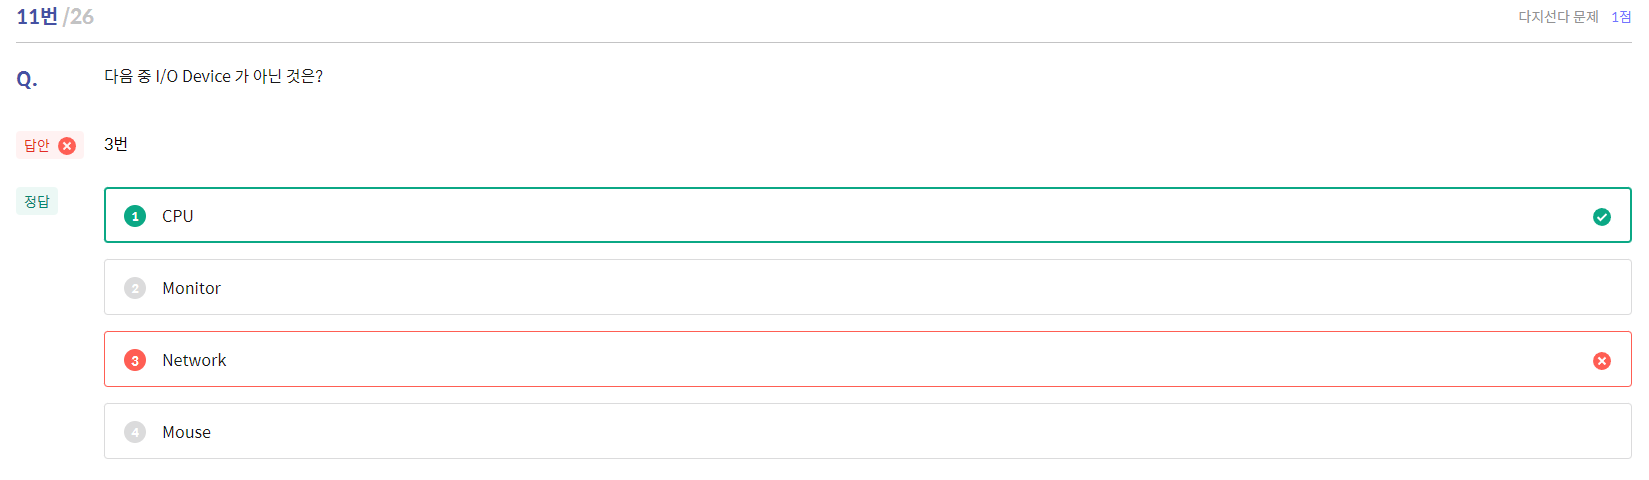 11번 /26
다지선다 문제 1점
Q. 다음 중 I/O Device 가 아닌 것은?
답안 3번
정답
1 CPU
2 Monitor
3 Network
4 Mouse